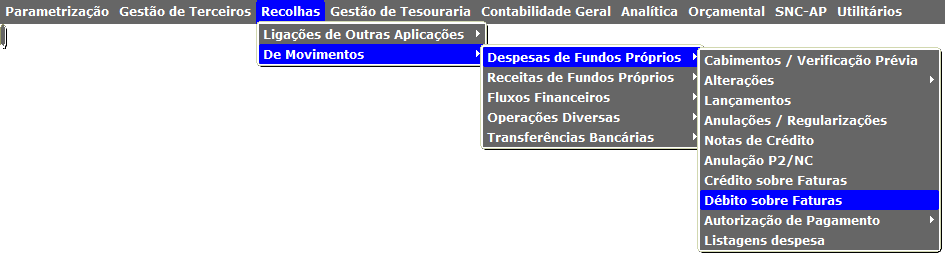 Parametrização Gestão de Terceiros Recolhas Gestão de Tesouraria Contabilidade Geral Analítica Orçamental SNC-AP Utilitários
Ligações de Outras Aplicações
De Movimentos
Despesas de Fundos Próprios
Receitas de Fundos Próprios
Fluxos Financeiros
Operações Diversas
Transferências Bancárias
Cabimentos / Verificação Prévia
Alterações
Lançamentos
Anulações / Regularizações
Notas de Crédito
Anulação P2/NC
Crédito sobre Faturas
Débito sobre Faturas
Autorização de Pagamento
Listagens despesa